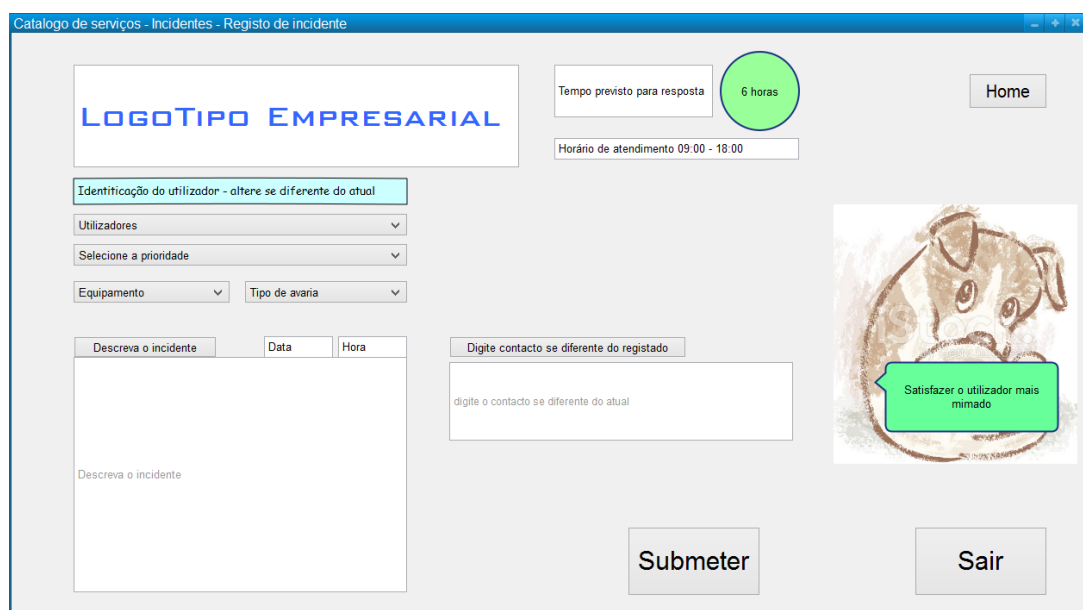 Catalogo de serviços - Incidentes - Registo de incidente
LogoTipo Empresarial
Tempo previsto para resposta
6 horas
Home
Horário de atendimento 09:00 - 18:00
Identiticação do utilizador - altere se diferente do atual
Utilizadores
Selecione a prioridade
Equipamento
Tipo de avaria
Descreva o incidente
Data
Hora
Digite contacto se diferente do registado
digite o contacto se diferente do atual
Satisfazer o utilizador mais
mimado
Descreva o incidente
Submeter
Sair